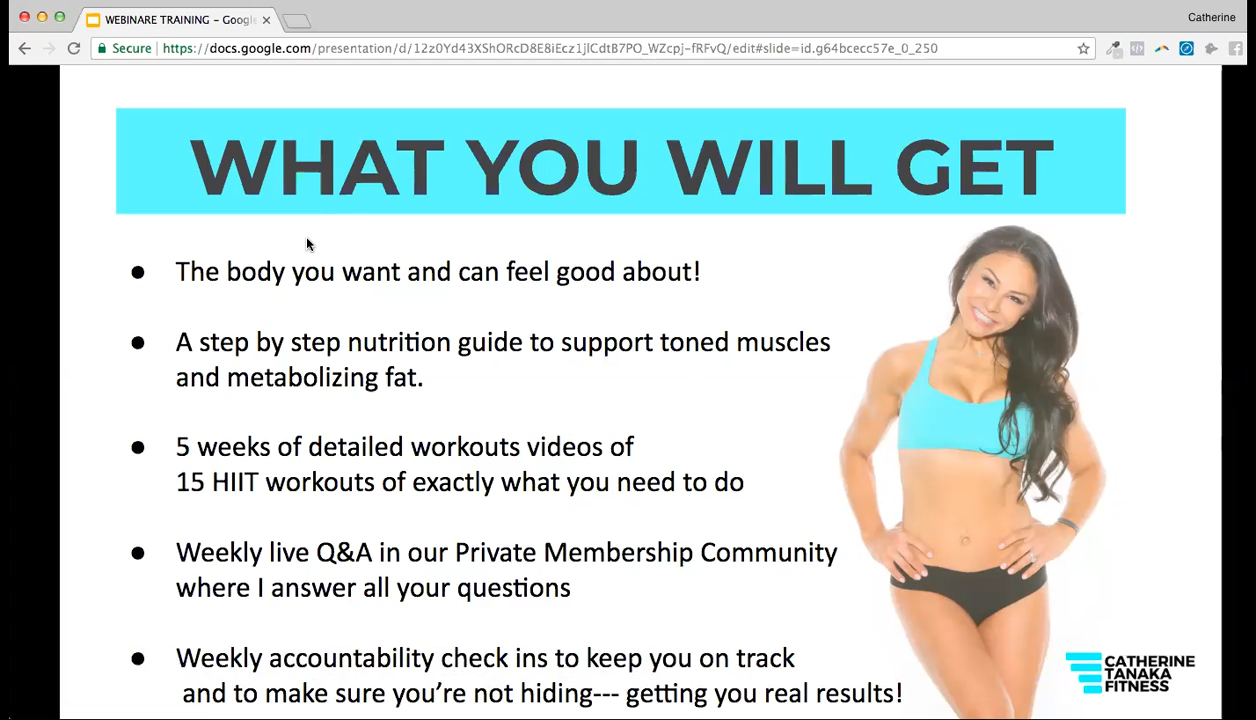 WEBINARE TRAINING – Google
Catherine
Secure
https://docs.google.com/presentation/d/12z0Yd43XShORcD8E8iEcz1jlCdtB7PO_WZcpj-fRFvQ/edit#slide=id.g64bcecc57e_0_250
WHAT YOU WILL GET
● The body you want and can feel good about!
● A step by step nutrition guide to support toned muscles
and metabolizing fat.
● 5 weeks of detailed workouts videos of
15 HIIT workouts of exactly what you need to do
● Weekly live Q&A in our Private Membership Community
where I answer all your questions
● Weekly accountability check ins to keep you on track
and to make sure you’re not hiding--- getting you real results!
CATHERINE
TANAKA
FITNESS